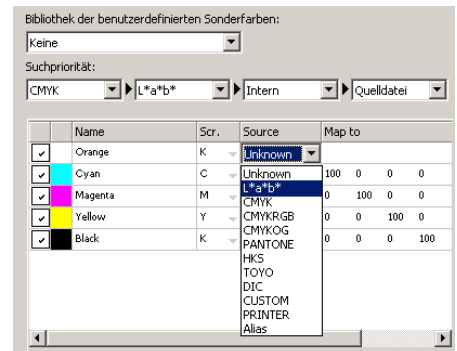 Bibliothek der benutzerdefinierten Sonderfarben:
Keine
Suchpriorität:
CMYK L*a*b* Intern Quelldatei
Name Scr. Source Map to
Orange K Unknown
Cyan C Unknown 100 0 0 0
L*a*b*
Magenta M CMYK 0 100 0 0
CMYKRGB
Yellow Y CMYKOG 0 0 100 0
PANTONE
Black K HKS 0 0 0 100
TOYO
DIC
CUSTOM
PRINTER
Alias